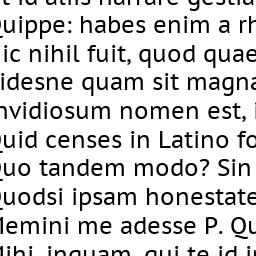 id aliis narrare gestia
Quippe: habes enim a rh
ic nihil fuit, quod quae
idesne quam sit magna
nvidiosum nomen est, i
Quid censes in Latino fo
Quo tandem modo? Sin
Quodsi ipsam honestate
Memini me adesse P. Qu
Mihi, inquam, qui te id i